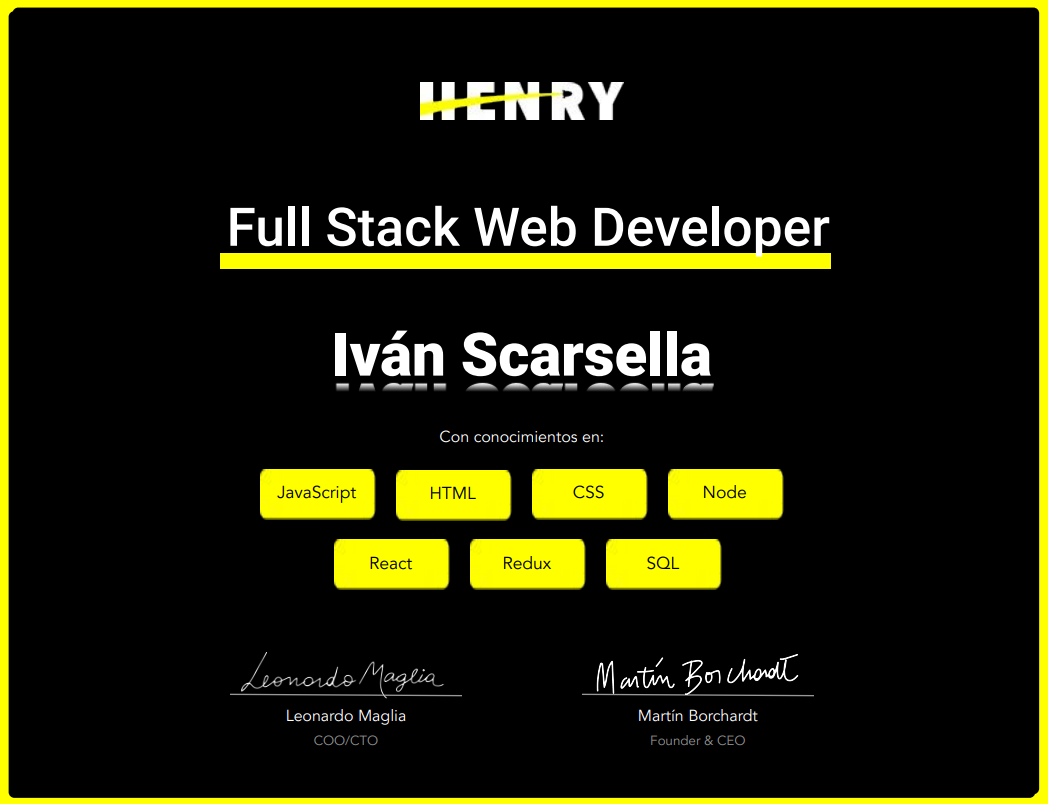 HENRY
Full Stack Web Developer
Iván Scarsella
Con conocimientos en:
JavaScript HTML CSS Node
React Redux SQL
Leonardo Maglia Martín Borchardt
Leonardo Maglia Martín Borchardt
COO/CTO Founder & CEO